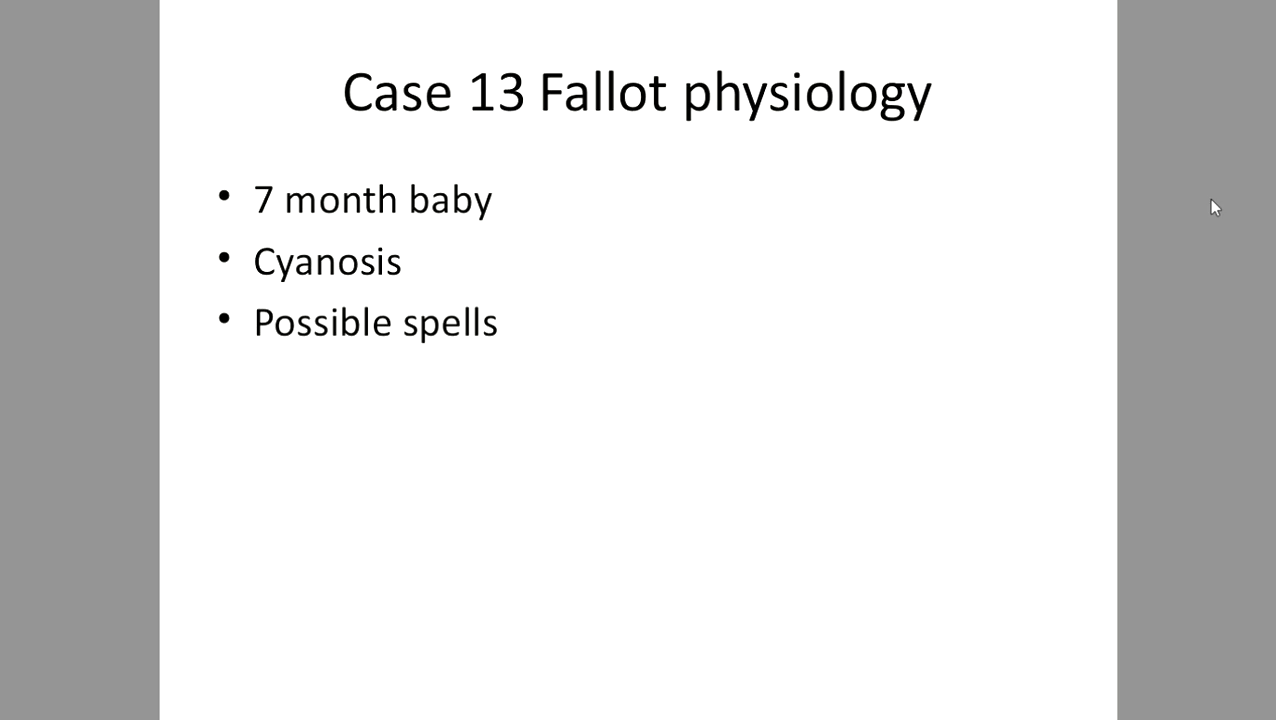 Case 13 Fallot physiology
• 7 month baby
• Cyanosis
• Possible spells